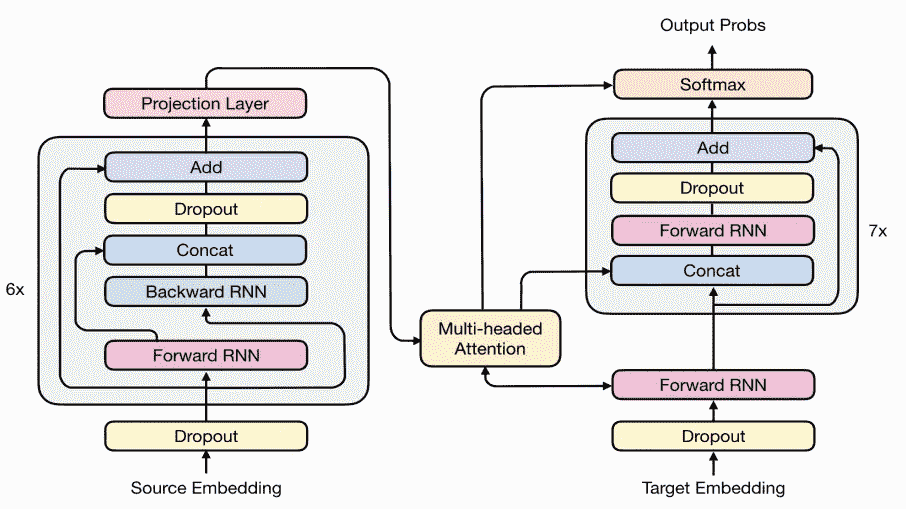 Projection Layer
Add
Dropout
Concat
Backward RNN
Forward RNN
6x
Dropout
Source Embedding
Multi-headed
Attention
Output Probs
Softmax
Add
Dropout
Forward RNN
Concat
7x
Forward RNN
Dropout
Target Embedding